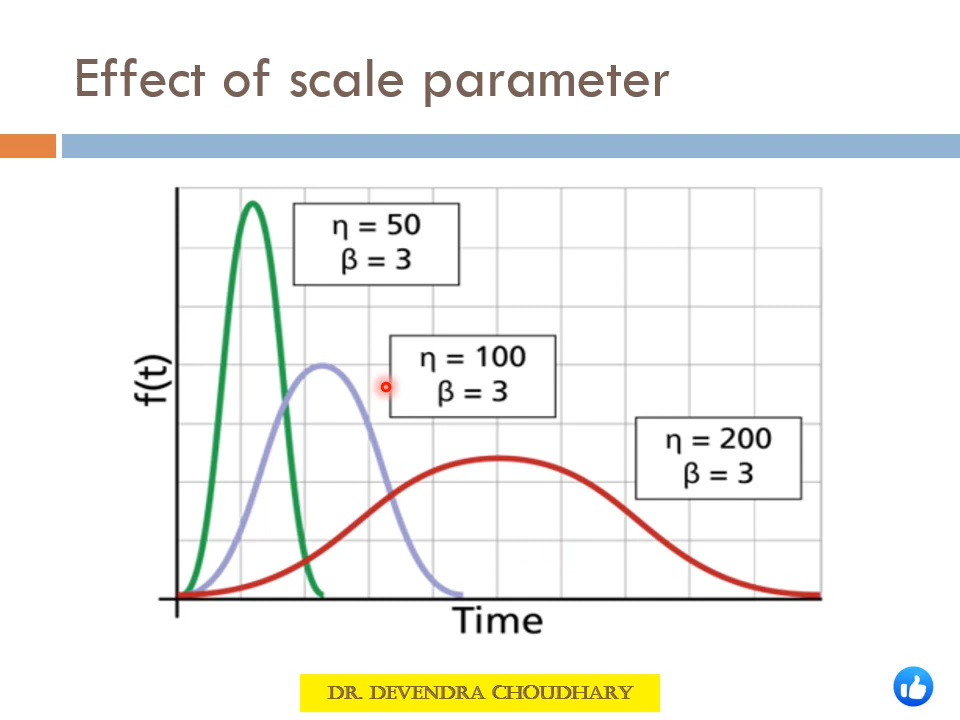 Effect of scale parameter
η = 50
β = 3
η = 100
β = 3
η = 200
β = 3
f(t)
Time
DR. DEVENDRA CHOUDHARY